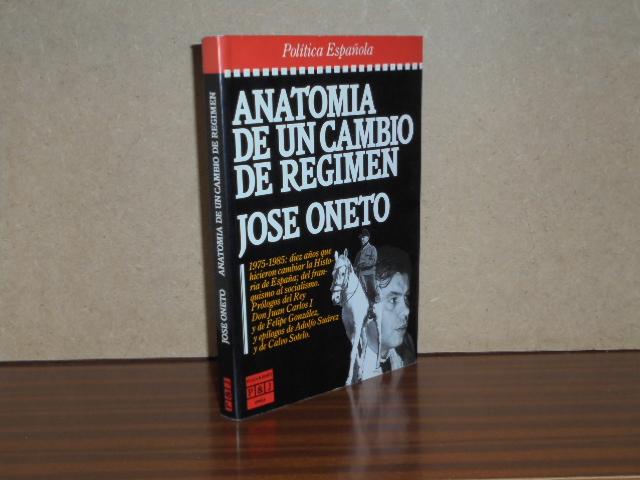 Política Española
ANATOMIA
DE UN CAMBIO
DE REGIMEN
JOSE ONETO
1975-1985: diez años que
hicieron cambiar la Histo-
ria de España; del fran-
quismo al socialismo.
Prólogos del Rey
Don Juan Carlos I
y de Felipe González,
y epílogos de Adolfo Suárez
y de Calvo Sotelo.
P&J
JOSE ONETO ANATOMIA DE UN CAMBIO DE REGIMEN
P&J